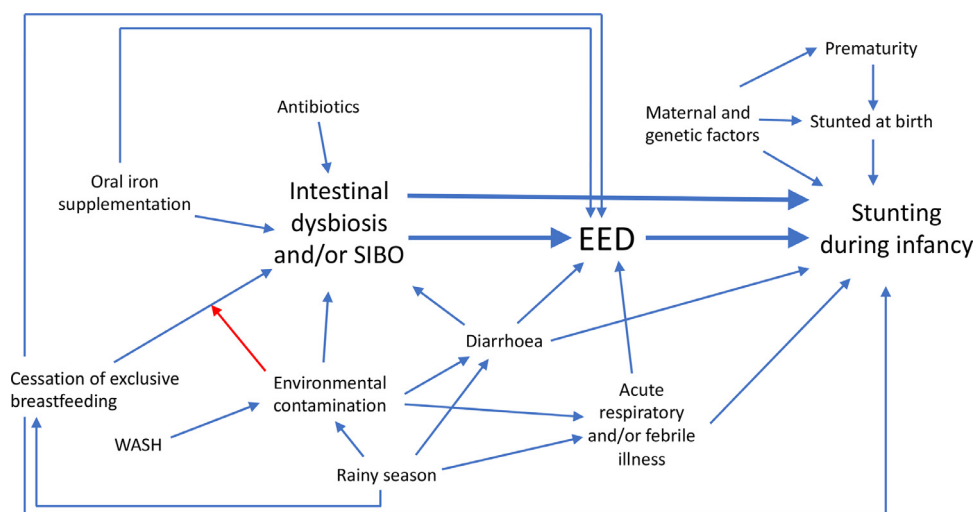 Prematurity
Antibiotics
Maternal and
genetic factors
Stunted at birth
Oral iron
supplementation
Intestinal
dysbiosis
and/or SIBO
EED
Stunting
during infancy
Diarrhoea
Cessation of exclusive
breastfeeding
Environmental
contamination
Acute
respiratory
and/or febrile
illness
WASH
Rainy season